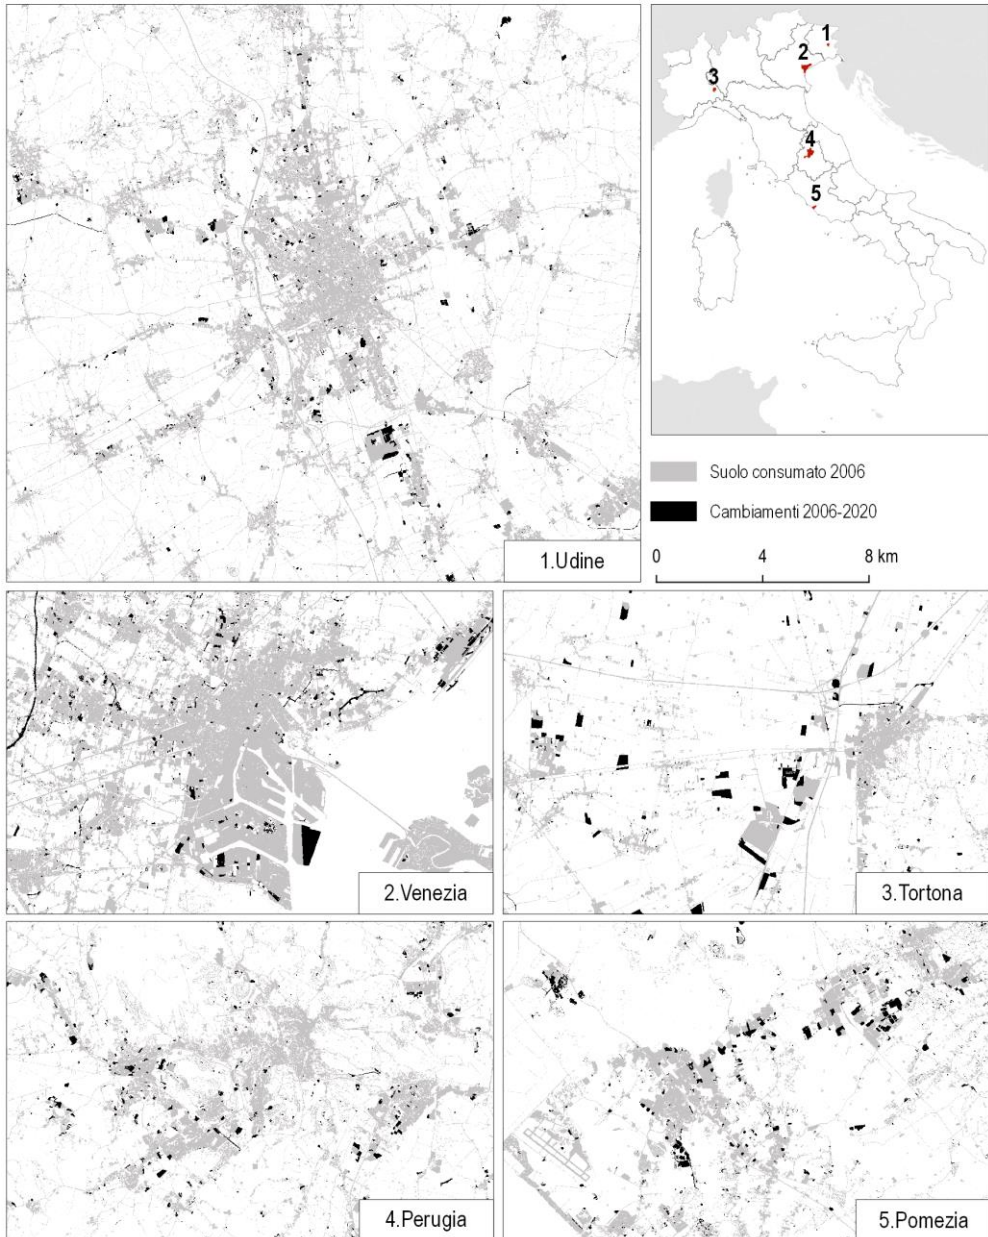 1
2
3
4
5
Suolo consumato 2006
Cambiamenti 2006-2020
0 4 8 km
1.Udine
2.Venezia
3.Tortona
4.Perugia
5.Pomezia